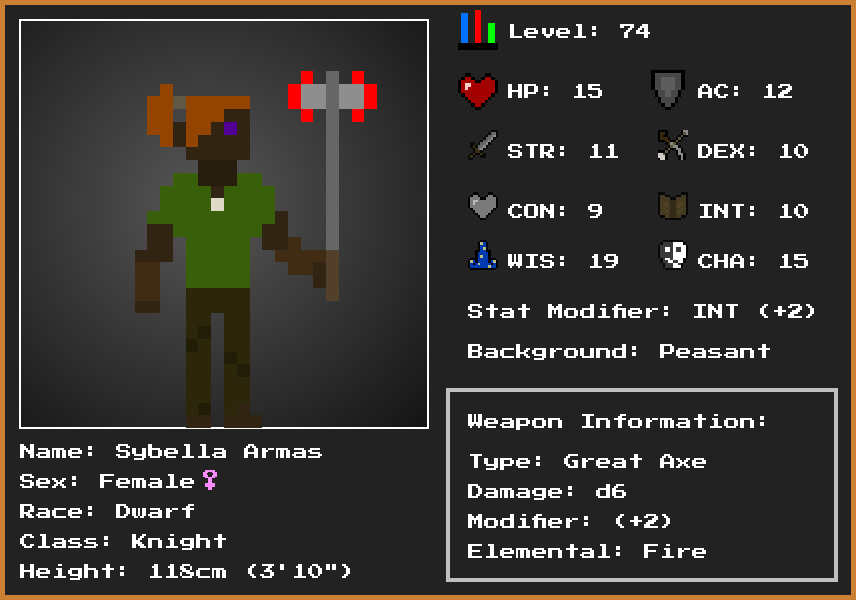 Level: 74
HP: 15 AC: 12
STR: 11 DEX: 10
CON: 9 INT: 10
WIS: 19 CHA: 15
Stat Modifier: INT (+2)
Background: Peasant
Weapon Information:
Type: Great Axe
Damage: d6
Modifier: (+2)
Elemental: Fire
Name: Sybella Armas
Sex: Female♀
Race: Dwarf
Class: Knight
Height: 118cm (3'10")